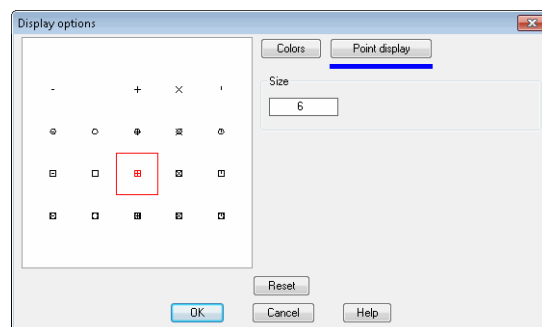 Display options
Colors
Point display
Size
6
Reset
OK
Cancel
Help